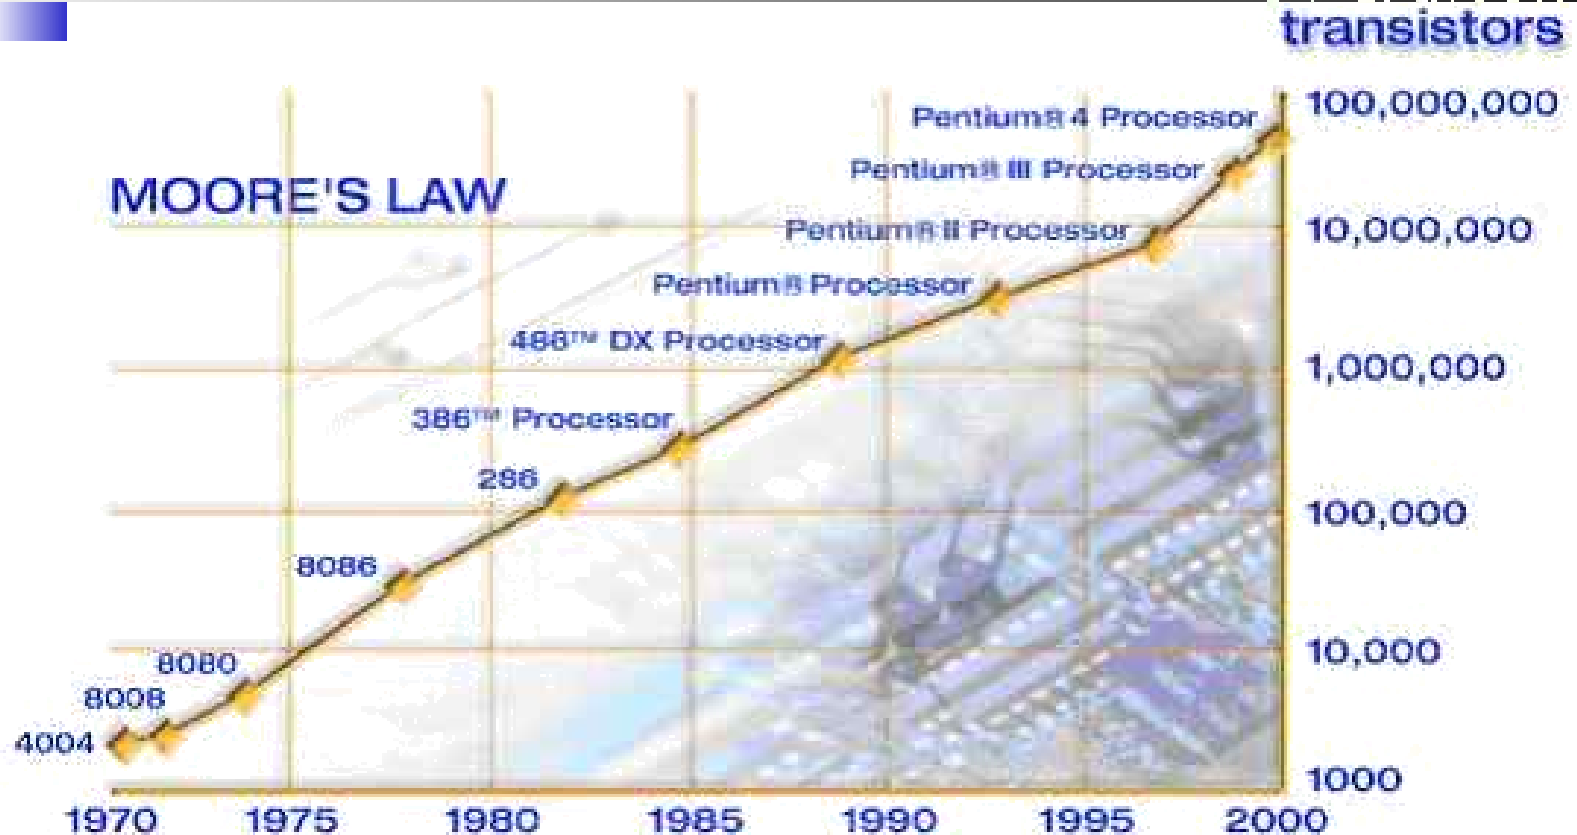 transistors
100,000,000
Pentium® 4 Processor
Pentium® III Processor
MOORE'S LAW
10,000,000
Pentium® II Processor
Pentium® Processor
486™ DX Processor
1,000,000
386™ Processor
286
100,000
8086
10,000
8080
8008
4004
1000
1970 1975 1980 1985 1990 1995 2000